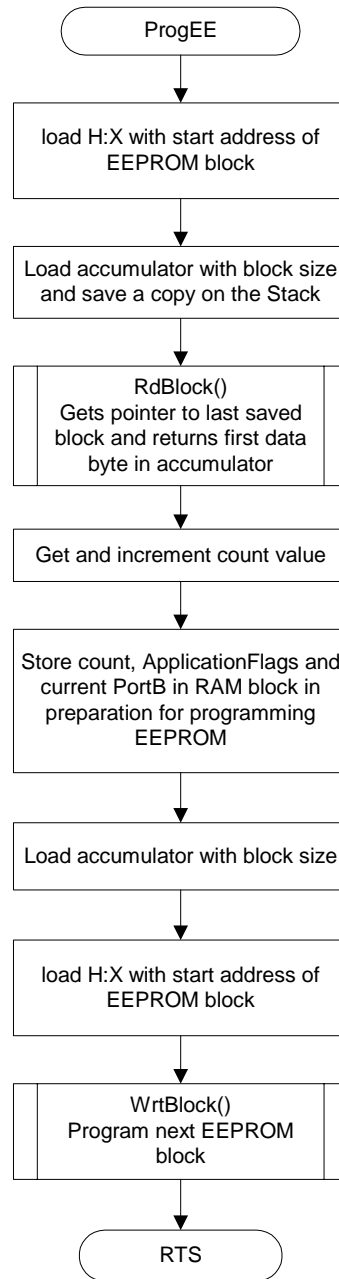 ProgEE
load H:X with start address of
EEPROM block
Load accumulator with block size
and save a copy on the Stack
RdBlock()
Gets pointer to last saved
block and returns first data
byte in accumulator
Get and increment count value
Store count, ApplicationFlags and
current PortB in RAM block in
preparation for programming
EEPROM
Load accumulator with block size
load H:X with start address of
EEPROM block
WrtBlock()
Program next EEPROM
block
RTS